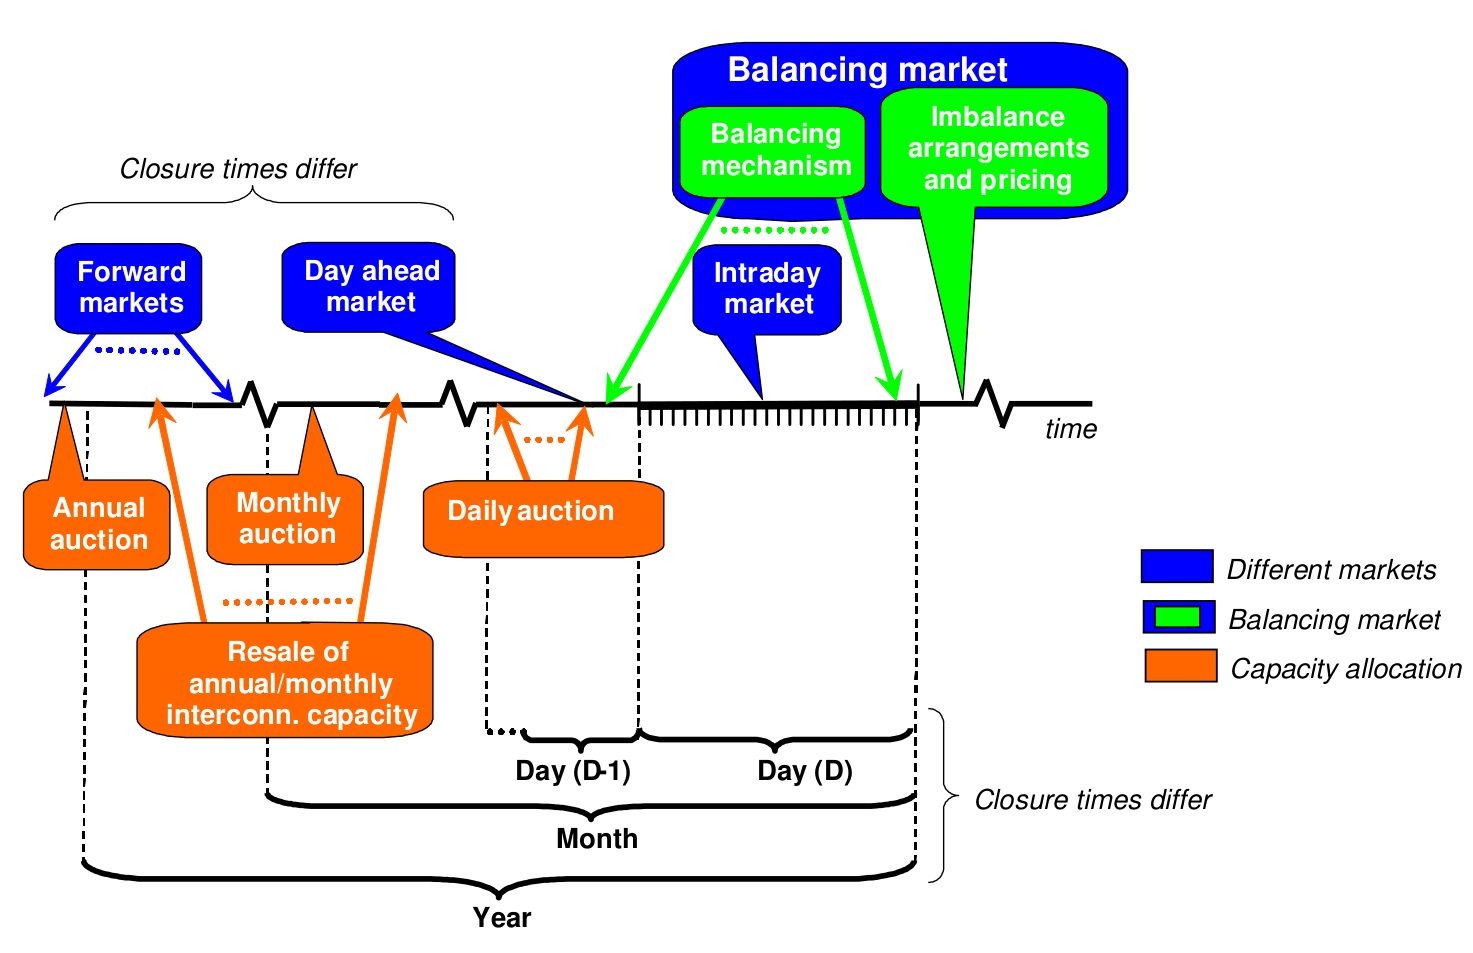 Balancing market
Balancing
mechanism
Imbalance
arrangements
and pricing
Closure times differ
Forward
markets
Day ahead
market
Intraday
market
time
Annual
auction
Monthly
auction
Daily auction
Resale of
annual/monthly
interconn. capacity
Different markets
Balancing market
Capacity allocation
Day (D-1)
Day (D)
Closure times differ
Month
Year